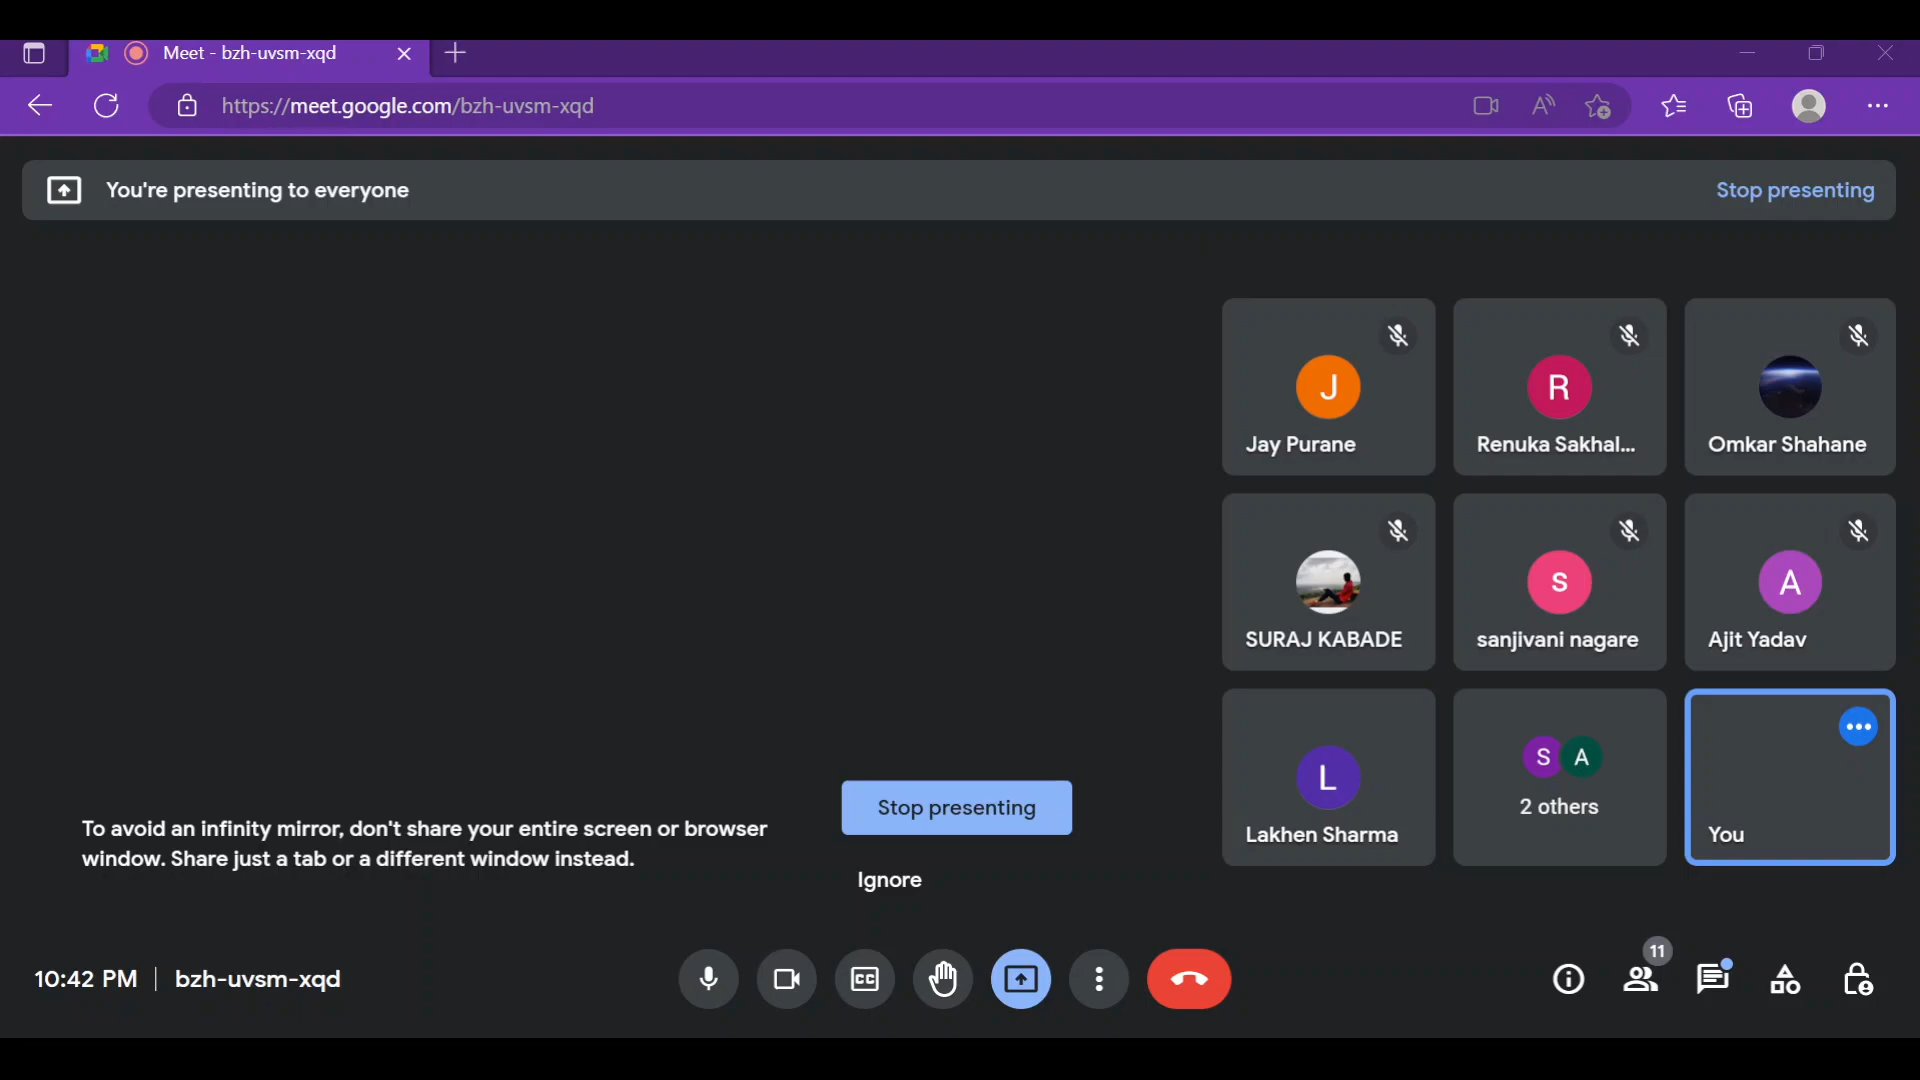 Meet - bzh-uvsm-xqd
https://meet.google.com/bzh-uvsm-xqd
You're presenting to everyone
Stop presenting
J
Jay Purane
R
Renuka Sakhal...
Omkar Shahane
SURAJ KABADE
s
sanjivani nagare
A
Ajit Yadav
L
Lakhen Sharma
S A
2 others
You
To avoid an infinity mirror, don't share your entire screen or browser
window. Share just a tab or a different window instead.
Stop presenting
Ignore
10:42 PM | bzh-uvsm-xqd
CC
11